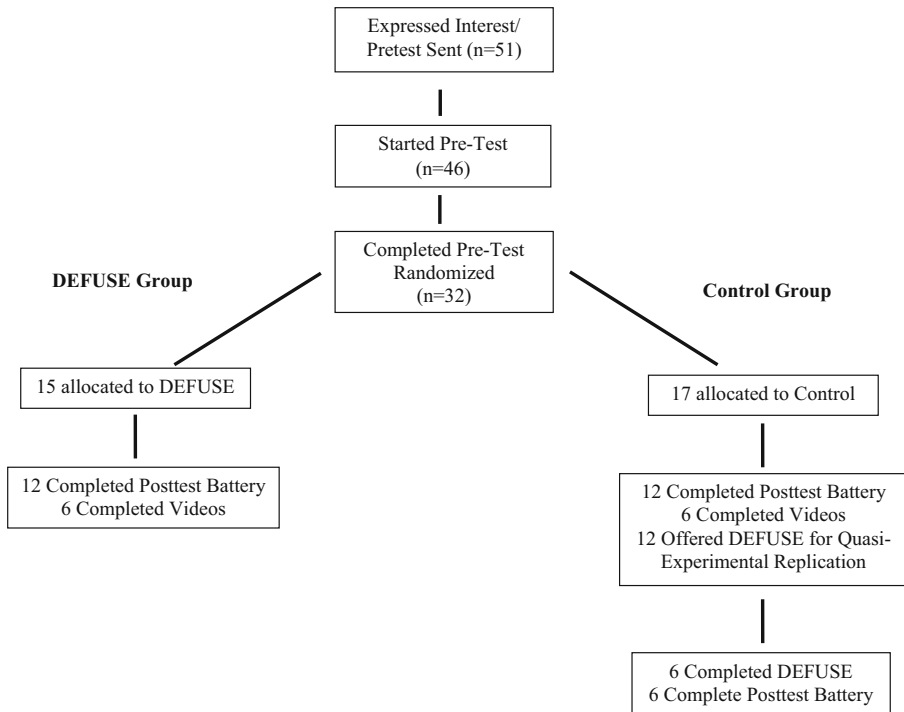 Expressed Interest/
Pretest Sent (n=51)
Started Pre-Test
(n=46)
Completed Pre-Test
Randomized
(n=32)
DEFUSE Group
Control Group
15 allocated to DEFUSE
17 allocated to Control
12 Completed Posttest Battery
6 Completed Videos
12 Completed Posttest Battery
6 Completed Videos
12 Offered DEFUSE for Quasi-
Experimental Replication
6 Completed DEFUSE
6 Complete Posttest Battery